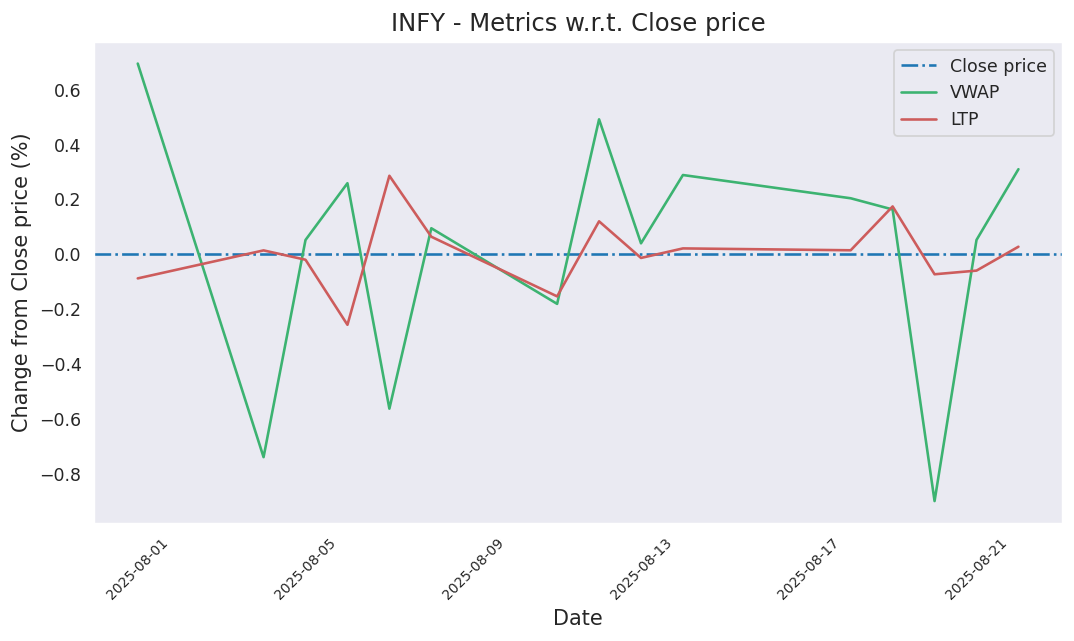 INFY - Metrics w.r.t. Close price
Close price
VWAP
LTP
Change from Close price (%)
0.6
0.4
0.2
0.0
−0.2
−0.4
−0.6
−0.8
2025-08-01
2025-08-05
2025-08-09
2025-08-13
2025-08-17
2025-08-21
Date